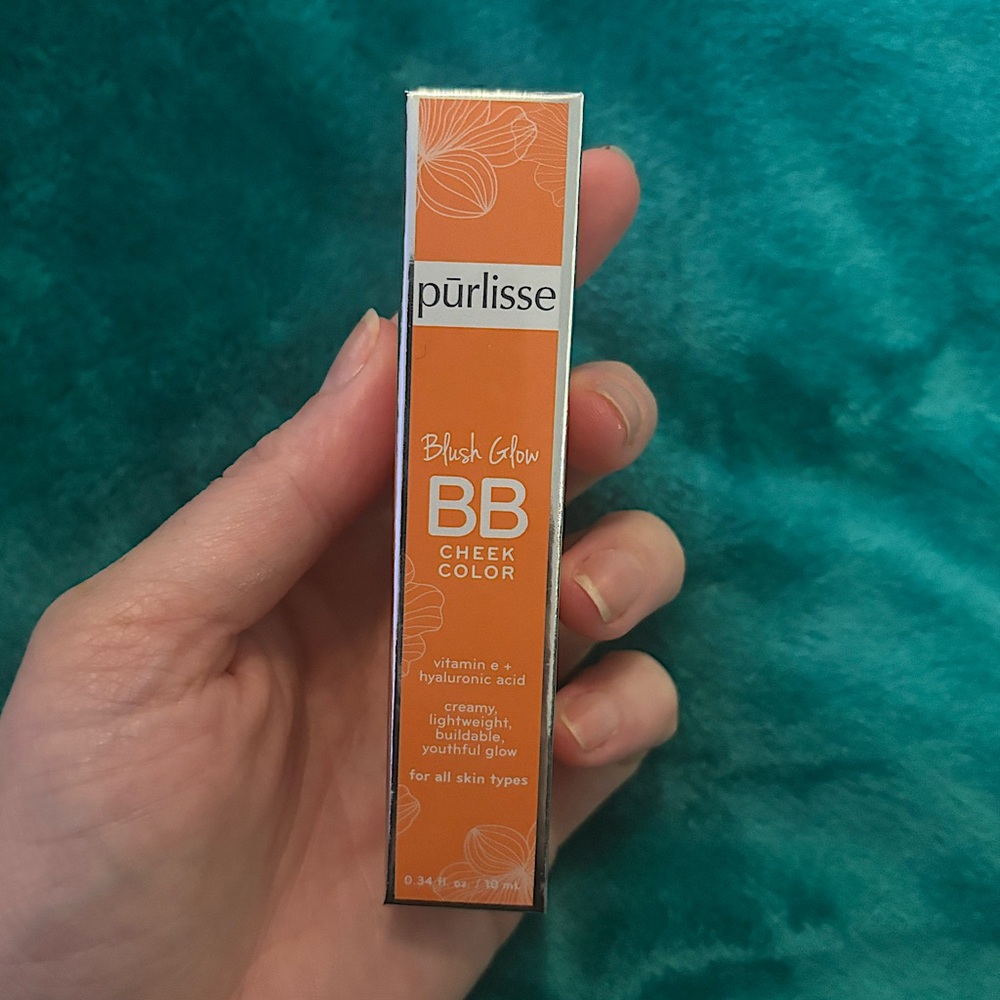 pūrlisse
Blush Glow
BB
CHEEK
COLOR
vitamin e +
hyaluronic acid
creamy,
lightweight,
buildable,
youthful glow
for all skin types
0.34 fl. oz. / 10 mL